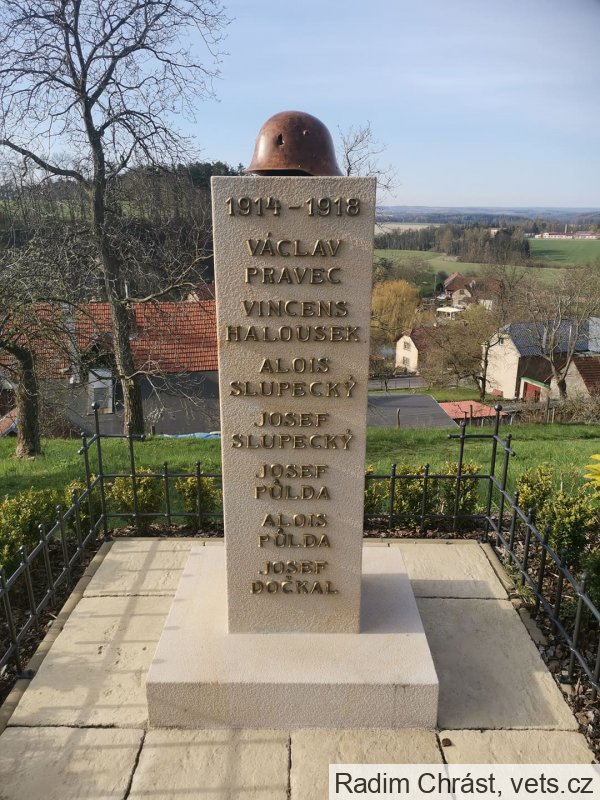 1914 - 1918
VÁCLAV
PRAVEC
VINCENS
HALOUSEK
ALOIS
SLUPECKÝ
JOSEF
SLUPECKÝ
JOSEF
PŮLDA
ALOIS
PŮLDA
JOSEF
DOČKAL
Radim Chrást, vets.cz